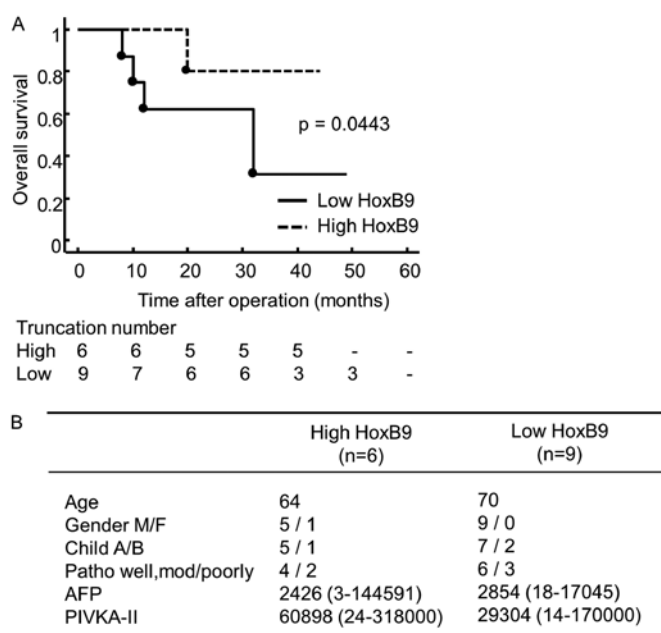 A
1
0.8
0.6
0.4
0.2
0
Overall survival
p = 0.0443
Low HoxB9
High HoxB9
0 10 20 30 40 50 60
Time after operation (months)
Truncation number
High 6 6 5 5 5 - -
Low 9 7 6 6 3 3 -
B
High HoxB9 Low HoxB9
(n=6) (n=9)
Age 64 70
Gender M/F 5 / 1 9 / 0
Child A/B 5 / 1 7 / 2
Patho well,mod/poorly 4 / 2 6 / 3
AFP 2426 (3-144591) 2854 (18-17045)
PIVKA-II 60898 (24-318000) 29304 (14-170000)